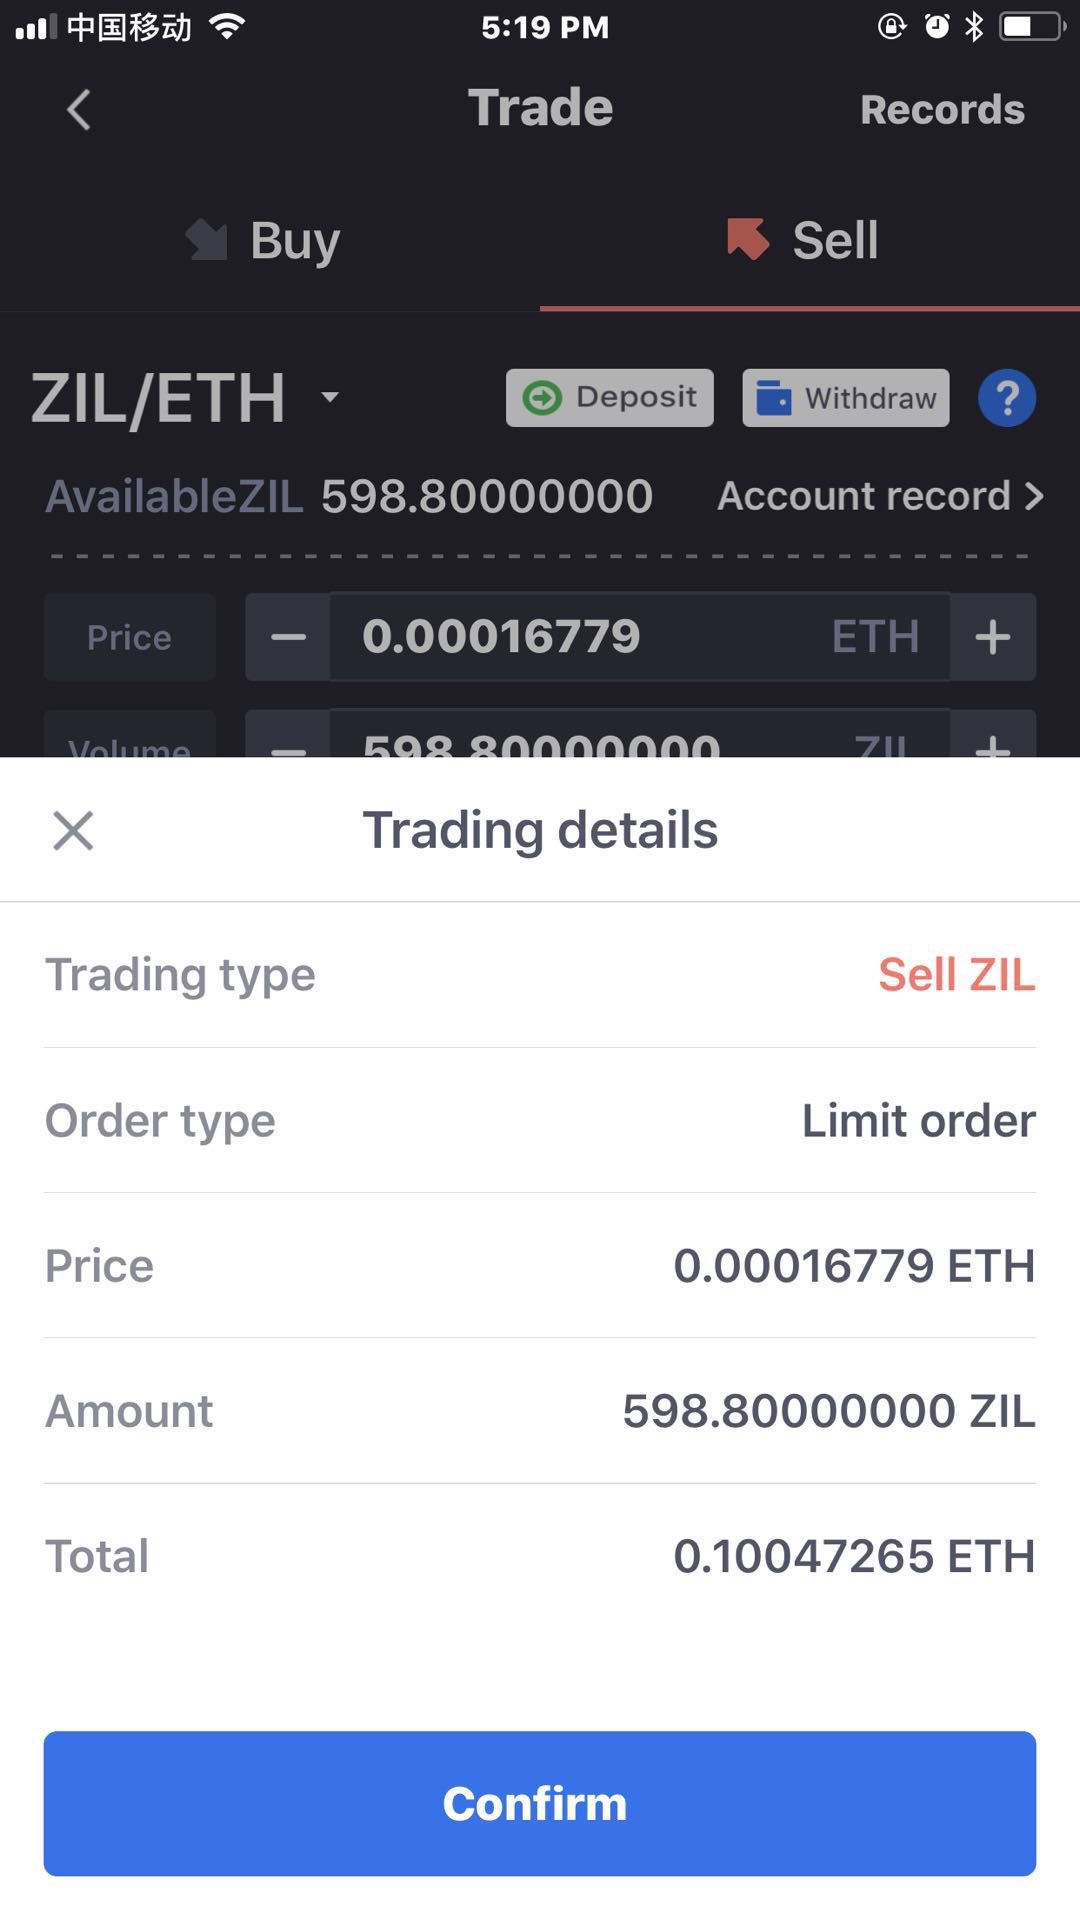 中国移动 5:19 PM
Trade Records
Buy Sell
ZIL/ETH Deposit Withdraw ?
AvailableZIL 598.80000000 Account record >
Price — 0.00016779 ETH +
Volume — 598.80000000 ZIL +
Trading details
Trading type Sell ZIL
Order type Limit order
Price 0.00016779 ETH
Amount 598.80000000 ZIL
Total 0.10047265 ETH
Confirm